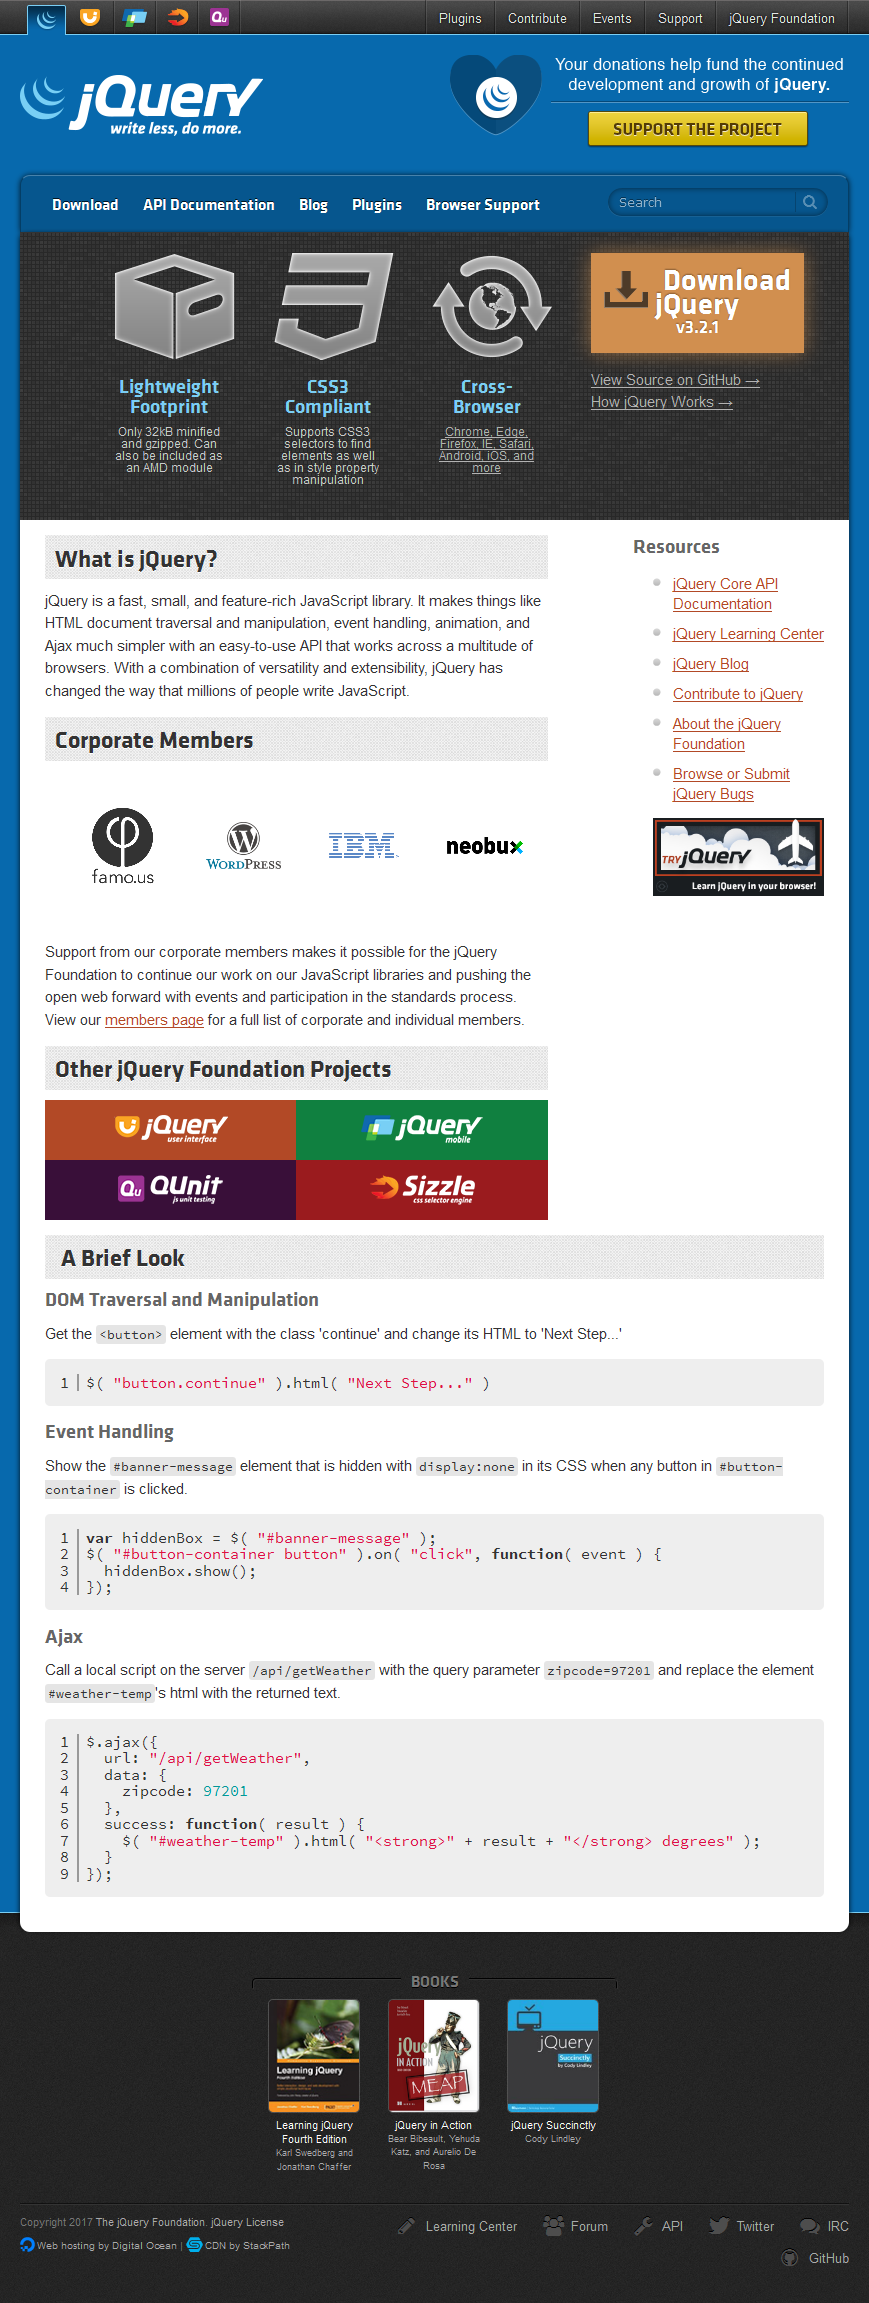 Plugins
Contribute
Events
Support
jQuery Foundation
jQuery
write less, do more.
Your donations help fund the continued
development and growth of jQuery.
SUPPORT THE PROJECT
Download
API Documentation
Blog
Plugins
Browser Support
Search
Lightweight
Footprint
Only 32kB minified
and gzipped. Can
also be included as
an AMD module
CSS3
Compliant
Supports CSS3
selectors to find
elements as well
as in style property
manipulation
Cross-
Browser
Chrome, Edge,
Firefox, IE, Safari,
Android, iOS, and
more
Download
jQuery
v3.2.1
View Source on GitHub →
How jQuery Works →
What is jQuery?
jQuery is a fast, small, and feature-rich JavaScript library. It makes things like
HTML document traversal and manipulation, event handling, animation, and
Ajax much simpler with an easy-to-use API that works across a multitude of
browsers. With a combination of versatility and extensibility, jQuery has
changed the way that millions of people write JavaScript.
Resources
jQuery Core API
Documentation
jQuery Learning Center
jQuery Blog
Contribute to jQuery
About the jQuery
Foundation
Browse or Submit
jQuery Bugs
TRY jQuery
Learn jQuery in your browser!
Corporate Members
famo.us
WORDPRESS
IBM
neobux
Support from our corporate members makes it possible for the jQuery
Foundation to continue our work on our JavaScript libraries and pushing the
open web forward with events and participation in the standards process.
View our members page for a full list of corporate and individual members.
Other jQuery Foundation Projects
jQuery
user interface
jQuery
mobile
Qu QUnit
js unit testing
Sizzle
css selector engine
A Brief Look
DOM Traversal and Manipulation
Get the <button> element with the class 'continue' and change its HTML to 'Next Step...'
1 $( "button.continue" ).html( "Next Step..." )
Event Handling
Show the #banner-message element that is hidden with display:none in its CSS when any button in #button-
container is clicked.
1 var hiddenBox = $( "#banner-message" );
2 $( "#button-container button" ).on( "click", function( event ) {
3 hiddenBox.show();
4 });
Ajax
Call a local script on the server /api/getWeather with the query parameter zipcode=97201 and replace the element
#weather-temp's html with the returned text.
1 $.ajax({
2 url: "/api/getWeather",
3 data: {
4 zipcode: 97201
5 },
6 success: function( result ) {
7 $( "#weather-temp" ).html( "<strong>" + result + "</strong> degrees" );
8 }
9 });
BOOKS
Learning jQuery
Fourth Edition
jQuery
IN ACTION
MEAP
jQuery
Succinctly
by Cody Lindley
Learning jQuery
Fourth Edition
Karl Swedberg and
Jonathan Chaffer
jQuery in Action
Bear Bibeault, Yehuda
Katz, and Aurelio De
Rosa
jQuery Succinctly
Cody Lindley
Copyright 2017 The jQuery Foundation. jQuery License
Web hosting by Digital Ocean | CDN by StackPath
Learning Center
Forum
API
Twitter
IRC
GitHub